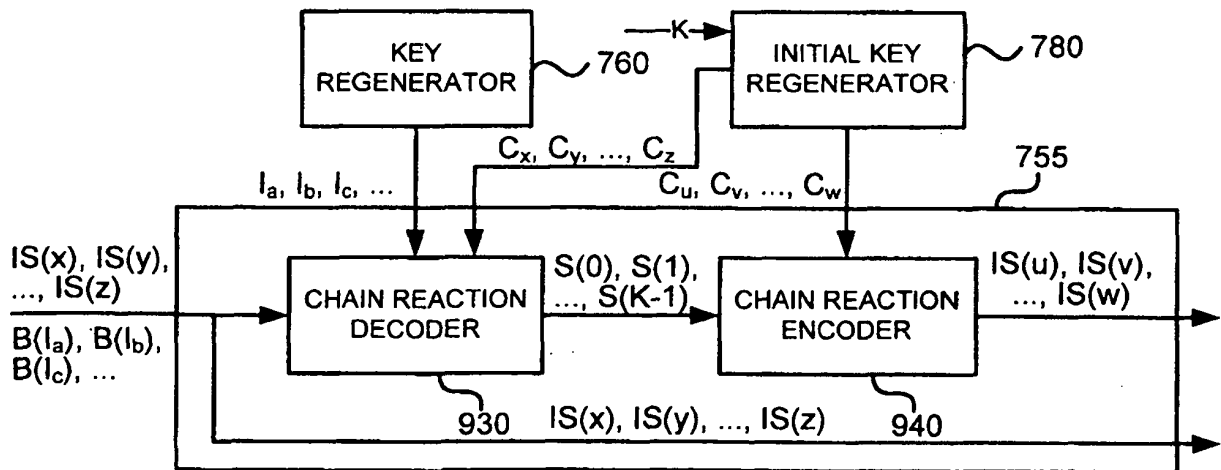 KEY
REGENERATOR
760
K
INITIAL KEY
REGENERATOR
780
Cx, Cy, ..., Cz
Ia, Ib, Ic, ...
Cu, Cv, ..., Cw
755
IS(x), IS(y),
..., IS(z)
B(Ia), B(Ib),
B(Ic), ...
CHAIN REACTION
DECODER
930
S(0), S(1),
..., S(K-1)
CHAIN REACTION
ENCODER
940
IS(u), IS(v),
..., IS(w)
IS(x), IS(y), ..., IS(z)